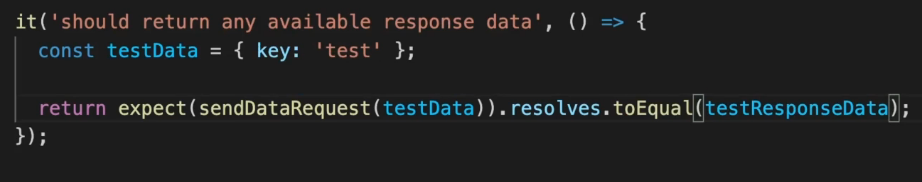 it('should return any available response data', () => {
  const testData = { key: 'test' };

  return expect(sendDataRequest(testData)).resolves.toEqual(testResponseData);
});